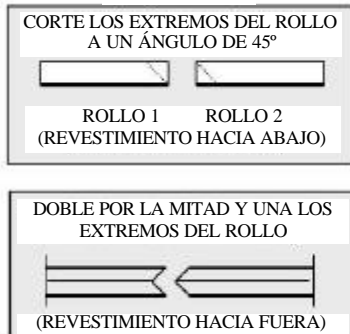 CORTE LOS EXTREMOS DEL ROLLO
A UN ÁNGULO DE 45º
ROLLO 1 ROLLO 2
(REVESTIMIENTO HACIA ABAJO)
DOBLE POR LA MITAD Y UNA LOS
EXTREMOS DEL ROLLO
(REVESTIMIENTO HACIA FUERA)